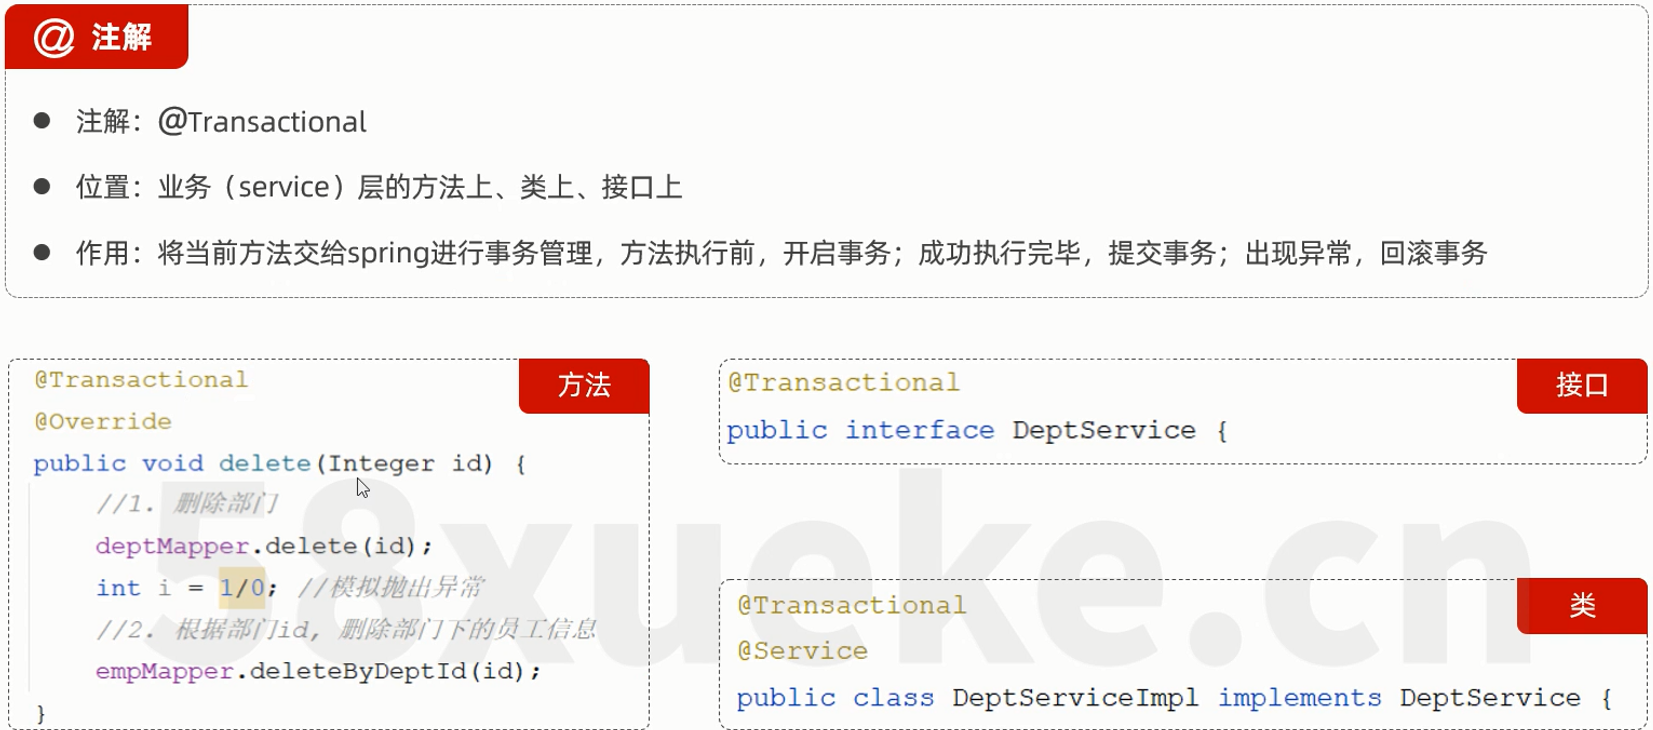 @ 注解
● 注解：@Transactional
● 位置：业务（service）层的方法上、类上、接口上
● 作用：将当前方法交给spring进行事务管理，方法执行前，开启事务；成功执行完毕，提交事务；出现异常，回滚事务
方法
@Transactional
@Override
public void delete(Integer id) {
//1. 删除部门
deptMapper.delete(id);
int i = 1/0; //模拟抛出异常
//2. 根据部门id, 删除部门下的员工信息
empMapper.deleteByDeptId(id);
}
接口
@Transactional
public interface DeptService {
类
@Transactional
@Service
public class DeptServiceImpl implements DeptService {
58xueke.cn